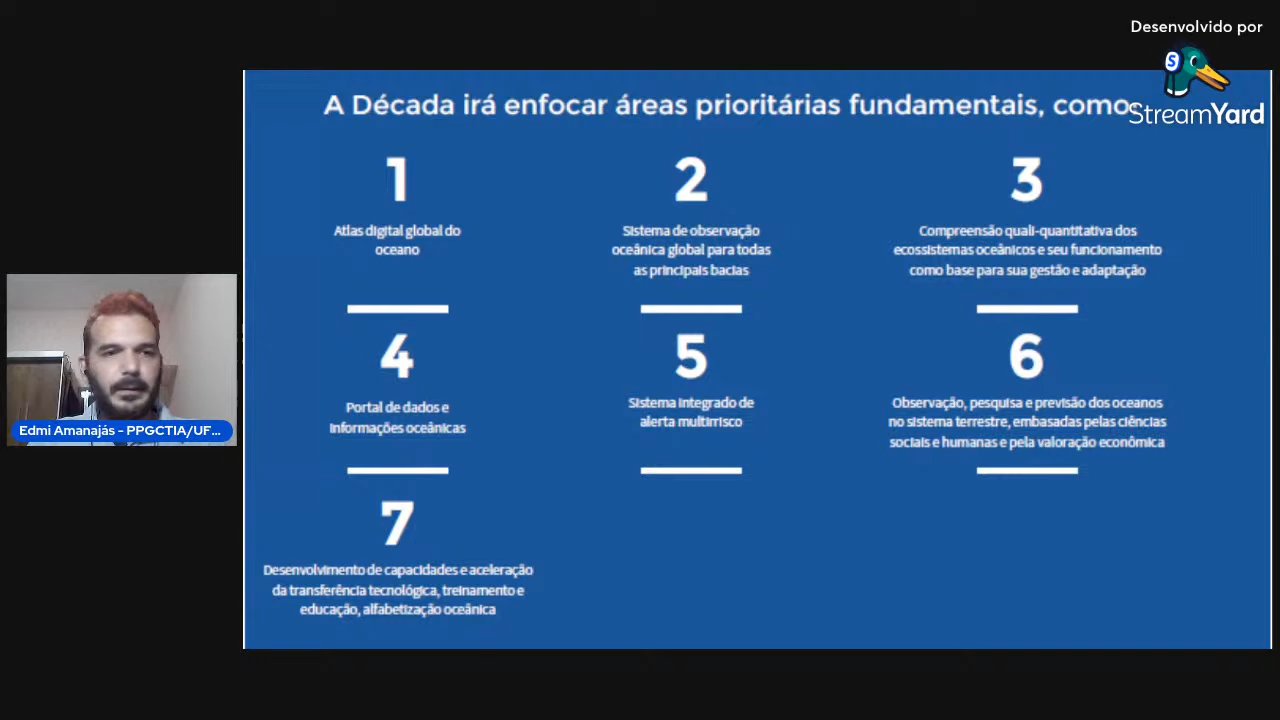 Desenvolvido por
StreamYard
A Década irá enfocar áreas prioritárias fundamentais, como
1
Atlas digital global do
oceano
2
Sistema de observação
oceânica global para todas
as principais bacias
3
Compreensão quali-quantitativa dos
ecossistemas oceânicos e seu funcionamento
como base para sua gestão e adaptação
4
Portal de dados e
informações oceânicas
5
Sistema integrado de
alerta multirrisco
6
Observação, pesquisa e previsão dos oceanos
no sistema terrestre, embasadas pelas ciências
sociais e humanas e pela valoração econômica
7
Desenvolvimento de capacidades e aceleração
da transferência tecnológica, treinamento e
educação, alfabetização oceânica
Edmi Amanajás - PPGCTIA/UF...